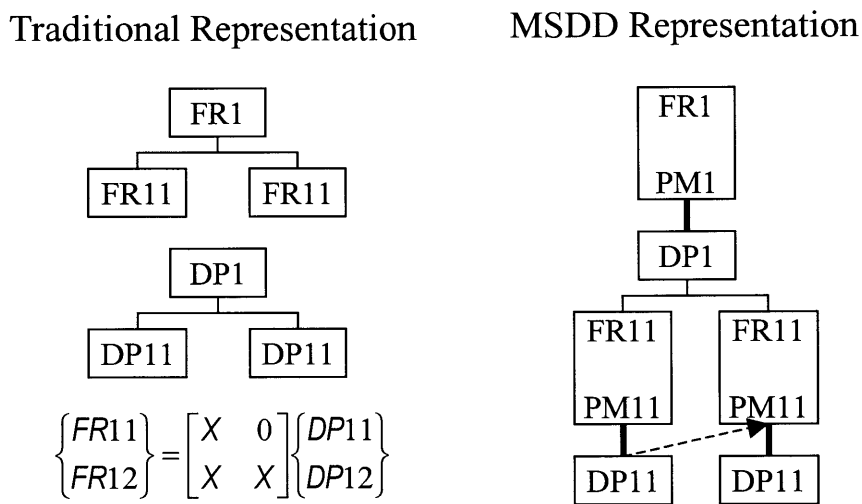 Traditional Representation
MSDD Representation
FR1
FR11 FR11
DP1
DP11 DP11
{FR11} = [X 0] {DP11}
{FR12} [X X] {DP12}
FR1
PM1
DP1
FR11 FR11
PM11 PM11
DP11 DP11